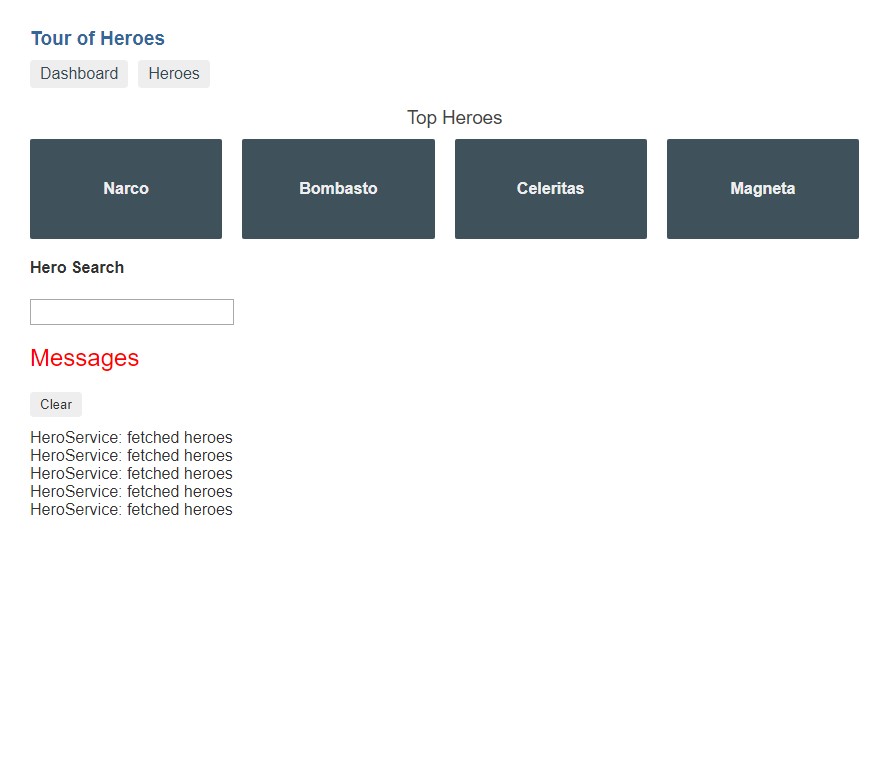 Tour of Heroes
Dashboard Heroes
Top Heroes
Narco Bombasto Celeritas Magneta
Hero Search
Messages
Clear
HeroService: fetched heroes
HeroService: fetched heroes
HeroService: fetched heroes
HeroService: fetched heroes
HeroService: fetched heroes